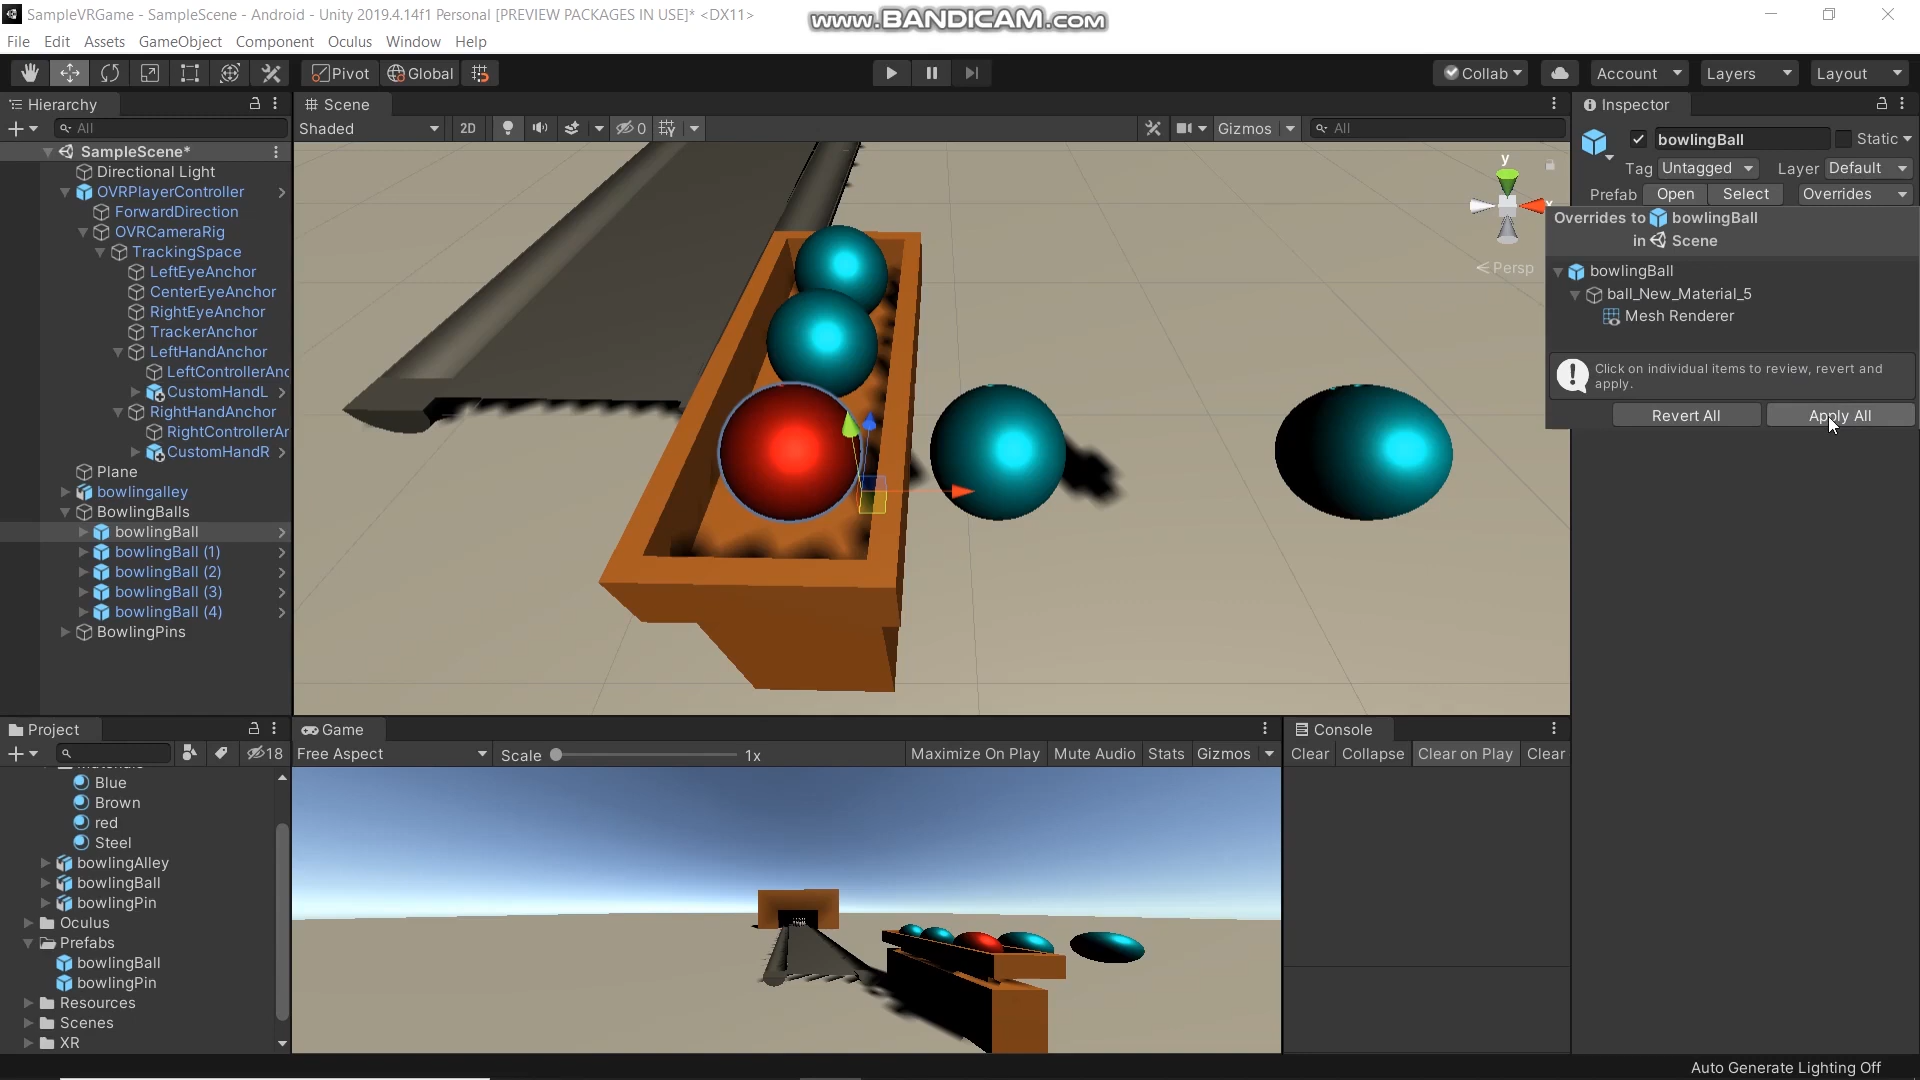 SampleVRGame - SampleScene - Android - Unity 2019.4.14f1 Personal [PREVIEW PACKAGES IN USE]* <DX11>
www.BANDICAM.com
File Edit Assets GameObject Component Oculus Window Help
Pivot Global Collab Account Layers Layout
Hierarchy
All
SampleScene*
Directional Light
OVRPlayerController
ForwardDirection
OVRCameraRig
TrackingSpace
LeftEyeAnchor
CenterEyeAnchor
RightEyeAnchor
TrackerAnchor
LeftHandAnchor
LeftControllerAnc
CustomHandL
RightHandAnchor
RightControllerAr
CustomHandR
Plane
bowlingalley
BowlingBalls
bowlingBall
bowlingBall (1)
bowlingBall (2)
bowlingBall (3)
bowlingBall (4)
BowlingPins
Scene
Shaded 2D 0 Gizmos All
y
x
Persp
Inspector
bowlingBall Static
Tag Untagged Layer Default
Prefab Open Select Overrides
Overrides to bowlingBall
in Scene
bowlingBall
ball_New_Material_5
Mesh Renderer
Click on individual items to review, revert and
apply.
Revert All Apply All
Project
18
Blue
Brown
red
Steel
bowlingAlley
bowlingBall
bowlingPin
Oculus
Prefabs
bowlingBall
bowlingPin
Resources
Scenes
XR
Game
Free Aspect Scale 1x Maximize On Play Mute Audio Stats Gizmos
Console
Clear Collapse Clear on Play Clear
Auto Generate Lighting Off